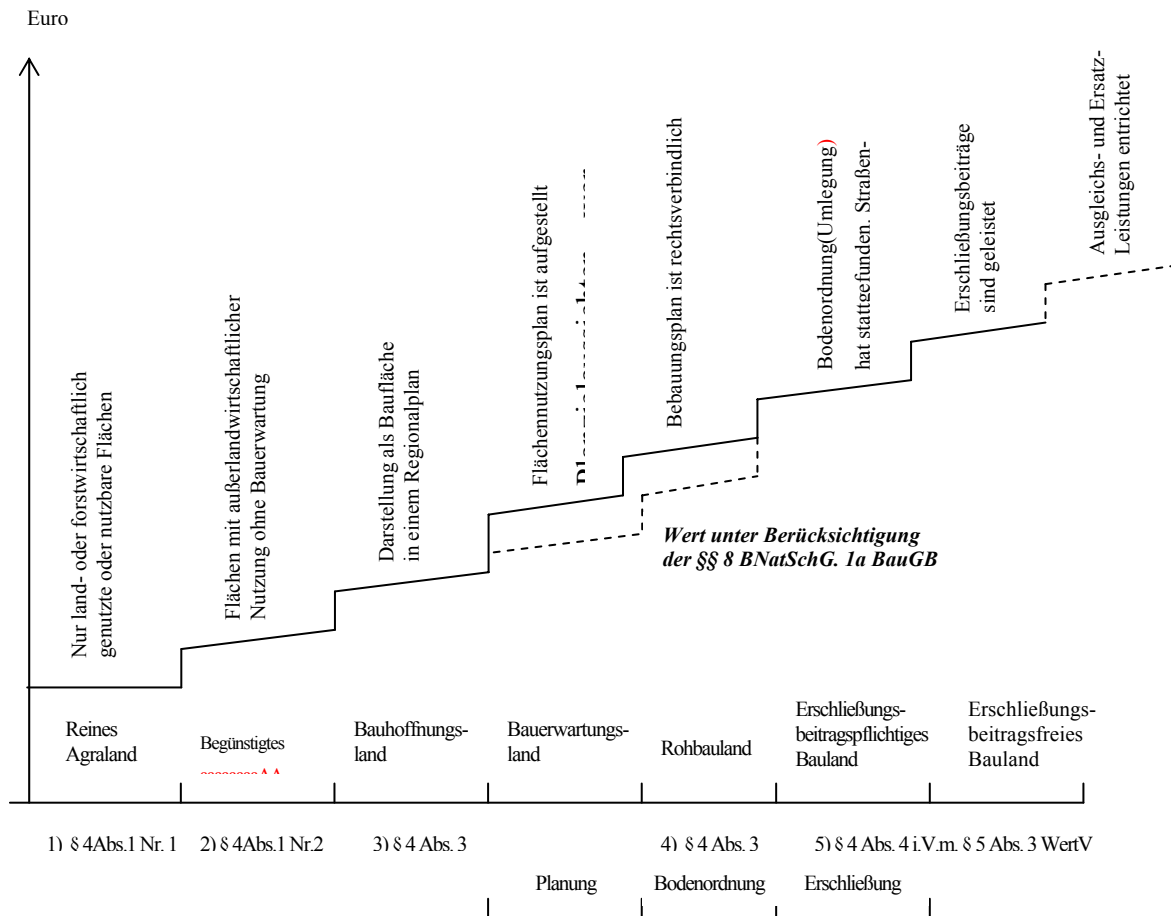 Euro
Nur land- oder forstwirtschaftlich
genutzte oder nutzbare Flächen
Flächen mit außerlandwirtschaftlicher
Nutzung ohne Bauerwartung
Darstellung als Baufläche
in einem Regionalplan
Flächennutzungsplan ist aufgestellt
Bebauungsplan ist rechtsverbindlich
Bodenordnung(Umlegung)
hat stattgefunden. Straßen-
Erschließungsbeiträge
sind geleistet
Ausgleichs- und Ersatz-
Leistungen entrichtet
Wert unter Berücksichtigung
der §§ 8 BNatSchG. 1a BauGB
Reines
Agraland
Begünstigtes
Bauhoffnungs-
land
Bauerwartungs-
land
Rohbauland
Erschließungs-
beitragspflichtiges
Bauland
Erschließungs-
beitragsfreies
Bauland
1) § 4Abs.1 Nr. 1
2) § 4Abs.1 Nr.2
3) § 4 Abs. 3
4) § 4 Abs. 3
5) § 4 Abs. 4 i.V.m. § 5 Abs. 3 WertV
Planung
Bodenordnung
Erschließung